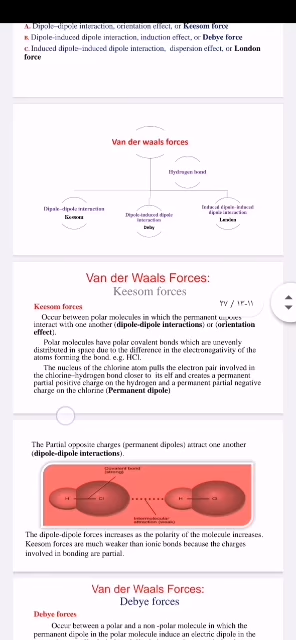 A. Dipole-dipole interaction, orientation effect, or Keesom force
B. Dipole-induced dipole interaction, induction effect, or Debye force
C. Induced dipole-induced dipole interaction, dispersion effect, or London
force
Van der waals forces
Hydrogen bond
Dipole-dipole interaction
Keesom
Dipole-induced dipole
interaction
Deby
Induced dipole-induced
dipole interaction
London
Van der Waals Forces:
Keesom forces
٢٧ / ١٣-١١
Keesom forces
Occur between polar molecules in which the permanent dipoles
interact with one another (dipole-dipole interactions) or (orientation
effect).
Polar molecules have polar covalent bonds which are unevenly
distributed in space due to the difference in the electronegativity of the
atoms forming the bond. e.g. HCl.
The nucleus of the chlorine atom pulls the electron pair involved in
the chlorine-hydrogen bond closer to its elf and creates a permanent
partial positive charge on the hydrogen and a permanent partial negative
charge on the chlorine (Permanent dipole)
The Partial opposite charges (permanent dipoles) attract one another
(dipole-dipole interactions).
Covalent bond
(strong)
H Cl H Cl
Intermolecular
attraction (weak)
The dipole-dipole forces increases as the polarity of the molecule increases.
Keesom forces are much weaker than ionic bonds because the charges
involved in bonding are partial.
Van der Waals Forces:
Debye forces
Debye forces
Occur between a polar and a non -polar molecule in which the
permanent dipole in the polar molecule induce an electric dipole in the